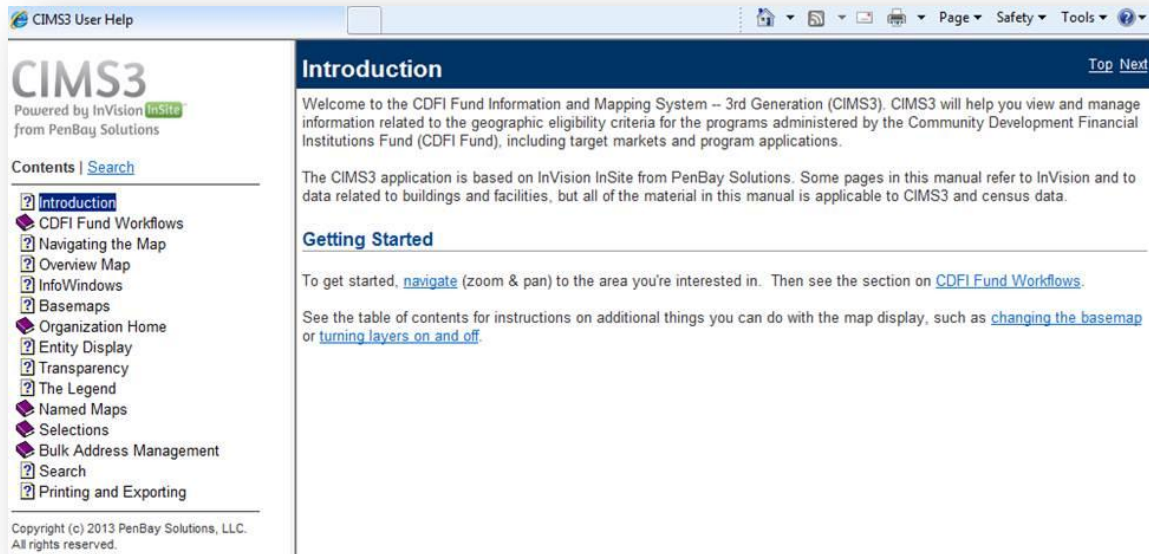 CIMS3 User Help
Page Safety Tools
CIMS3
Powered by InVision InSite
from PenBay Solutions
Contents | Search
Introduction
CDFI Fund Workflows
Navigating the Map
Overview Map
InfoWindows
Basemaps
Organization Home
Entity Display
Transparency
The Legend
Named Maps
Selections
Bulk Address Management
Search
Printing and Exporting
Copyright (c) 2013 PenBay Solutions, LLC.
All rights reserved.
Introduction
Top Next
Welcome to the CDFI Fund Information and Mapping System -- 3rd Generation (CIMS3). CIMS3 will help you view and manage
information related to the geographic eligibility criteria for the programs administered by the Community Development Financial
Institutions Fund (CDFI Fund), including target markets and program applications.
The CIMS3 application is based on InVision InSite from PenBay Solutions. Some pages in this manual refer to InVision and to
data related to buildings and facilities, but all of the material in this manual is applicable to CIMS3 and census data.
Getting Started
To get started, navigate (zoom & pan) to the area you're interested in. Then see the section on CDFI Fund Workflows.
See the table of contents for instructions on additional things you can do with the map display, such as changing the basemap
or turning layers on and off.